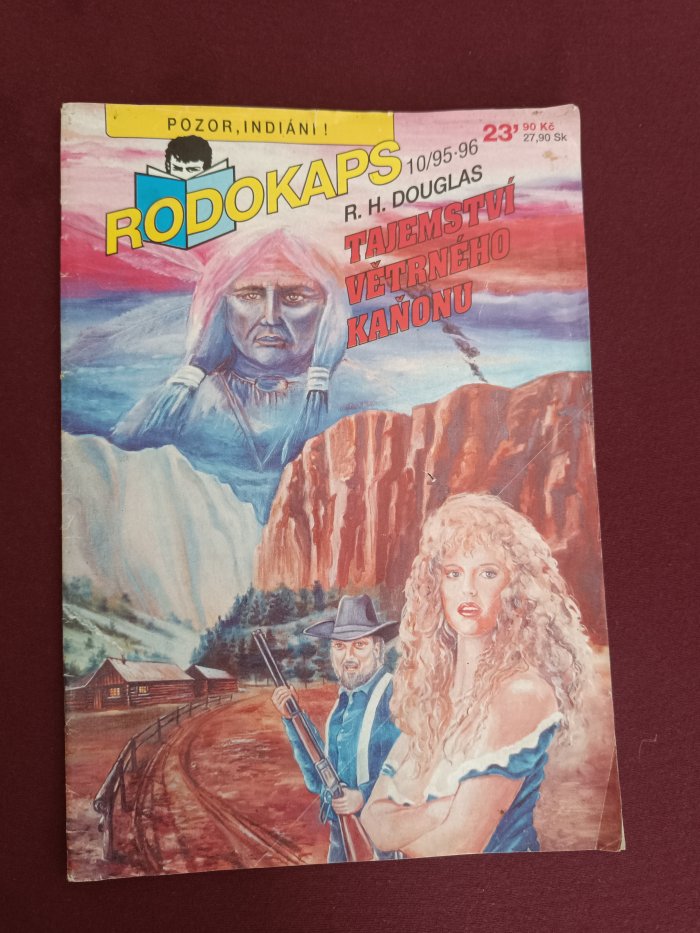 POZOR, INDIÁNI !
RODOKAPS
10/95-96
23' 90 Kč
27,90 Sk
R. H. DOUGLAS
TAJEMSTVÍ
VĚTRNÉHO
KAŇONU